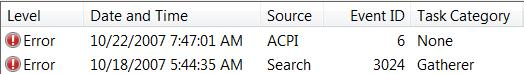 Level Date and Time Source Event ID Task Category
Error 10/22/2007 7:47:01 AM ACPI 6 None
Error 10/18/2007 5:44:35 AM Search 3024 Gatherer